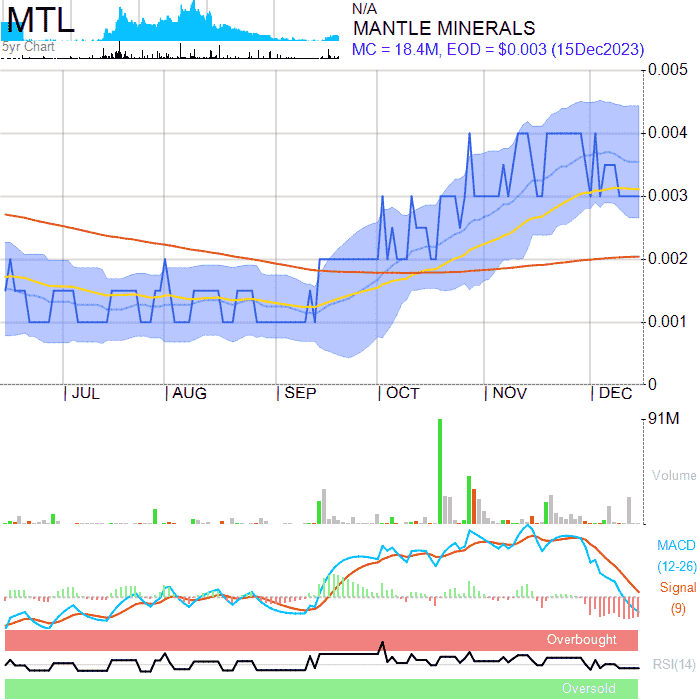 MTL
5yr Chart
N/A
MANTLE MINERALS
MC = 18.4M, EOD = $0.003 (15Dec2023)
0.005
0.004
0.003
0.002
0.001
0
JUL AUG SEP OCT NOV DEC
91M
Volume
MACD
(12-26)
Signal
(9)
Overbought
RSI(14)
Oversold